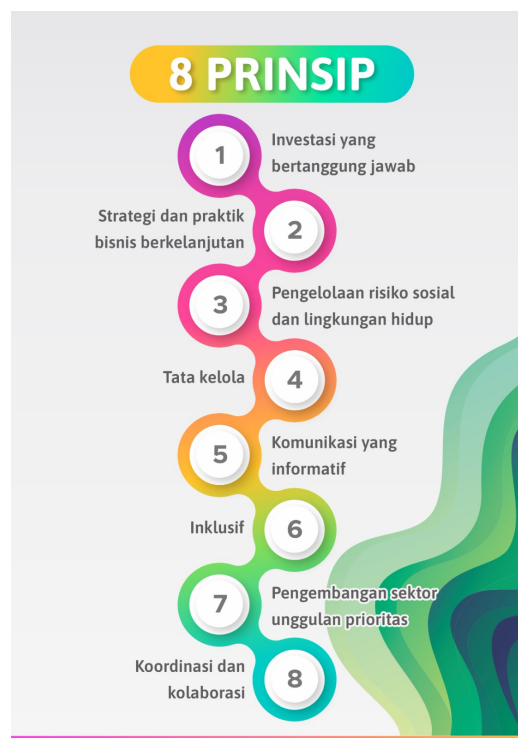 8 PRINSIP
1
Investasi yang
bertanggung jawab
Strategi dan praktik
bisnis berkelanjutan
2
3
Pengelolaan risiko sosial
dan lingkungan hidup
Tata kelola
4
5
Komunikasi yang
informatif
Inklusif
6
7
Pengembangan sektor
unggulan prioritas
Koordinasi dan
kolaborasi
8